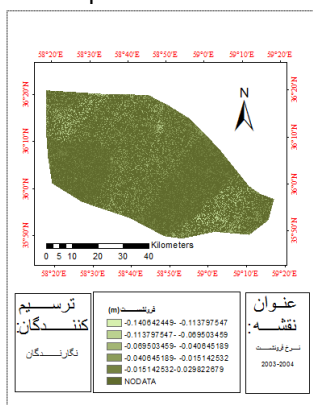 58°20'E 58°30'E 58°40'E 58°50'E 59°0'E 59°10'E 59°20'E
36°20'N 36°20'N
36°10'N 36°10'N
36°0'N 36°0'N
35°50'N 35°50'N
N
Kilometers
0 5 10 20 30 40
58°20'E 58°30'E 58°40'E 58°50'E 59°0'E 59°10'E 59°20'E
عنوان
نقشه:
نرخ فرونشست
2003-2004
فرونشست (m)
-0.140642449- -0.113797547
-0.113797547- -0.069503459
-0.069503459- -0.040645189
-0.040645189- -0.015142532
-0.015142532-0.029822679
NODATA
ترسیم
کنندگان:
نگارندگان